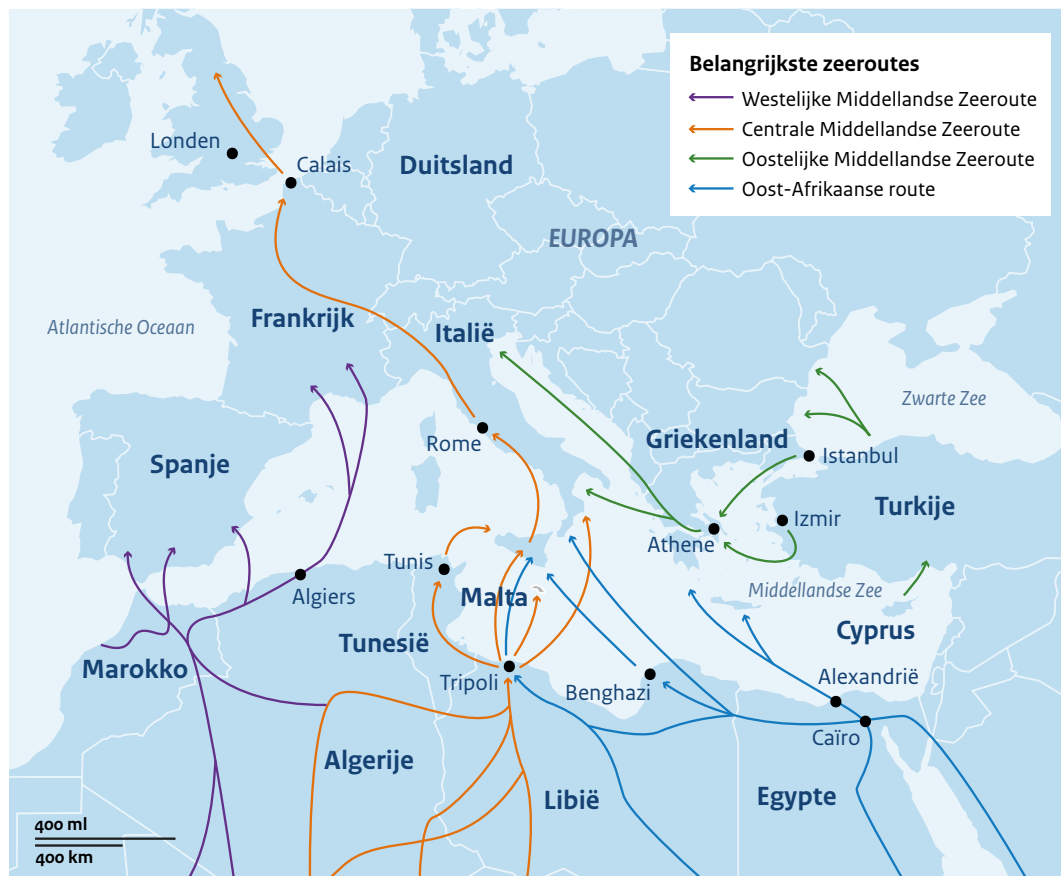 Belangrijkste zeeroutes
Westelijke Middellandse Zeeroute
Centrale Middellandse Zeeroute
Oostelijke Middellandse Zeeroute
Oost-Afrikaanse route
Londen
Calais
Duitsland
EUROPA
Atlantische Oceaan
Frankrijk
Italië
Zwarte Zee
Rome
Griekenland
Istanbul
Spanje
Turkije
Izmir
Athene
Tunis
Algiers
Malta
Middellandse Zee
Cyprus
Tunesië
Marokko
Tripoli
Benghazi
Alexandrië
Caïro
Algerije
Libië
Egypte
400 ml
400 km